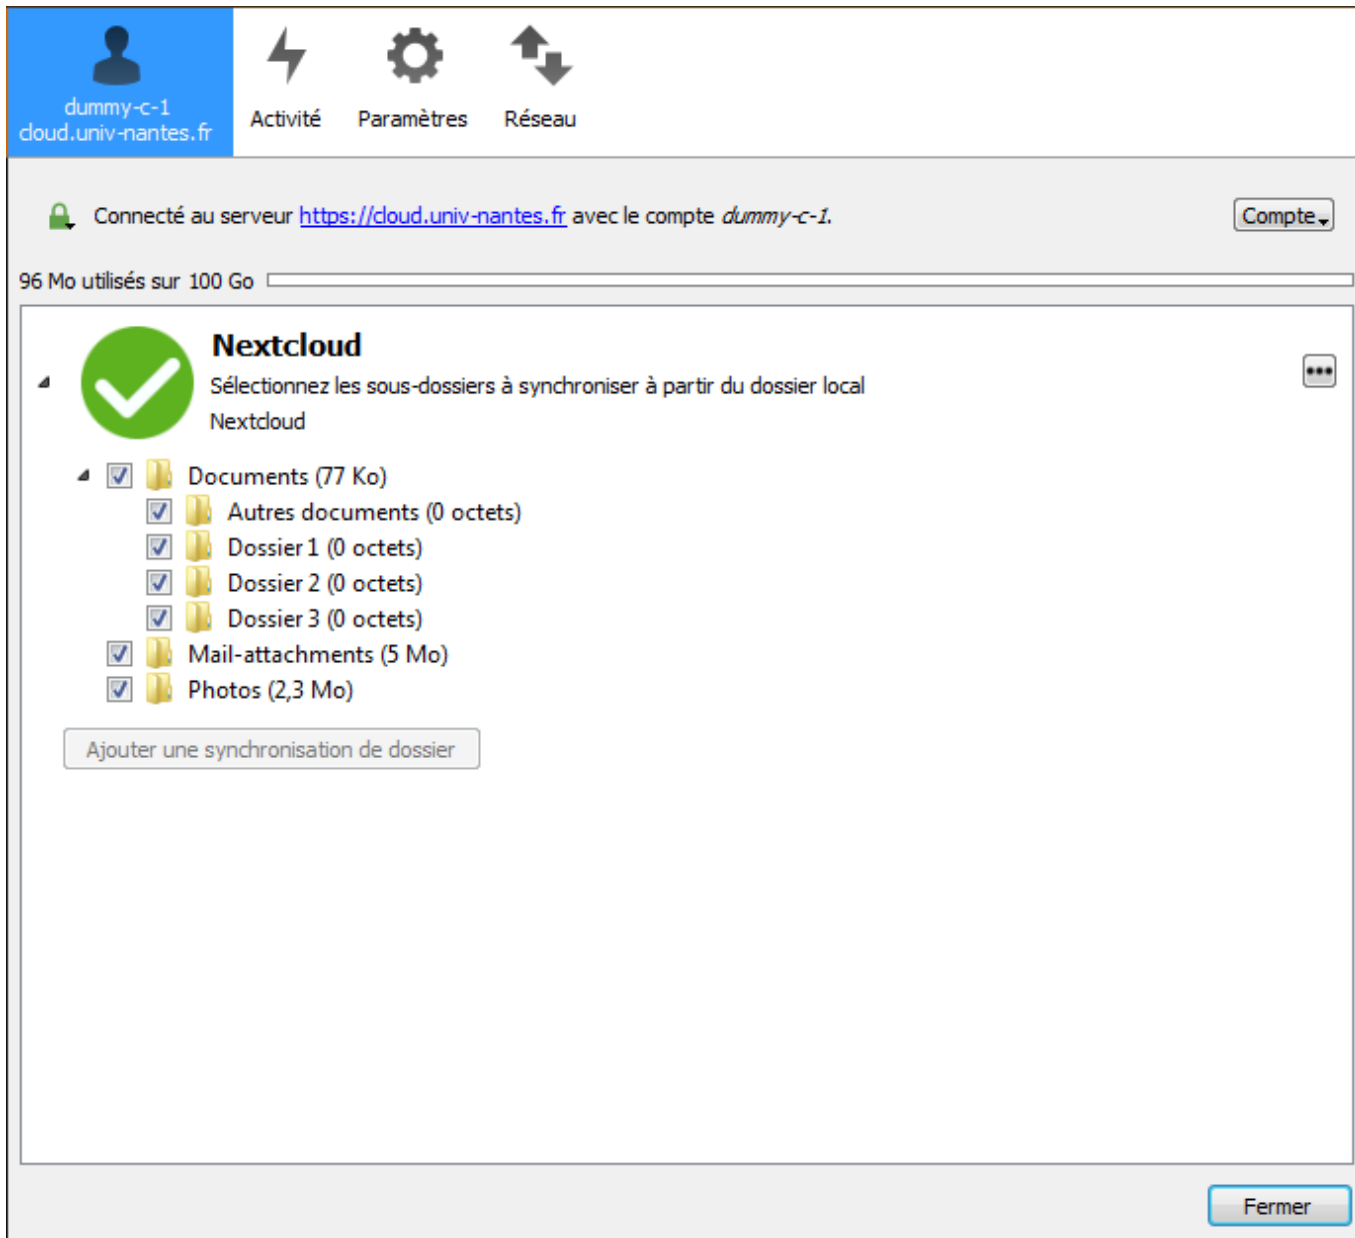 dummy-c-1
cloud.univ-nantes.fr
Activité
Paramètres
Réseau
Connecté au serveur https://cloud.univ-nantes.fr avec le compte dummy-c-1.
Compte
96 Mo utilisés sur 100 Go
Nextcloud
Sélectionnez les sous-dossiers à synchroniser à partir du dossier local
Nextcloud
Documents (77 Ko)
Autres documents (0 octets)
Dossier 1 (0 octets)
Dossier 2 (0 octets)
Dossier 3 (0 octets)
Mail-attachments (5 Mo)
Photos (2,3 Mo)
Ajouter une synchronisation de dossier
Fermer